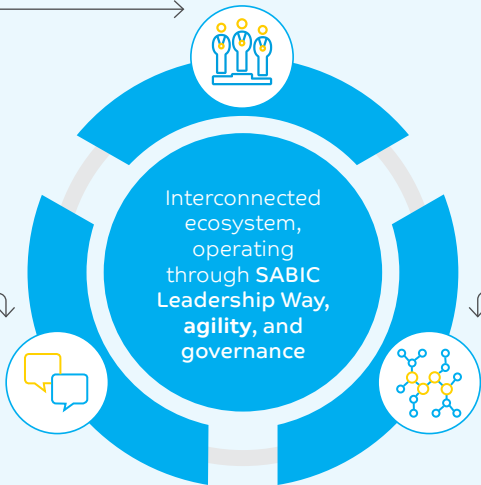 Interconnected
ecosystem,
operating
through SABIC
Leadership Way,
agility, and
governance